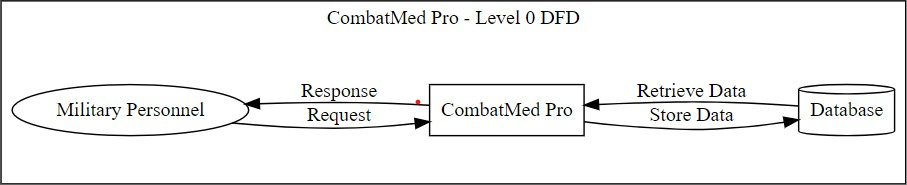 CombatMed Pro - Level 0 DFD
Response
Retrieve Data
Military Personnel
CombatMed Pro
Database
Request
Store Data